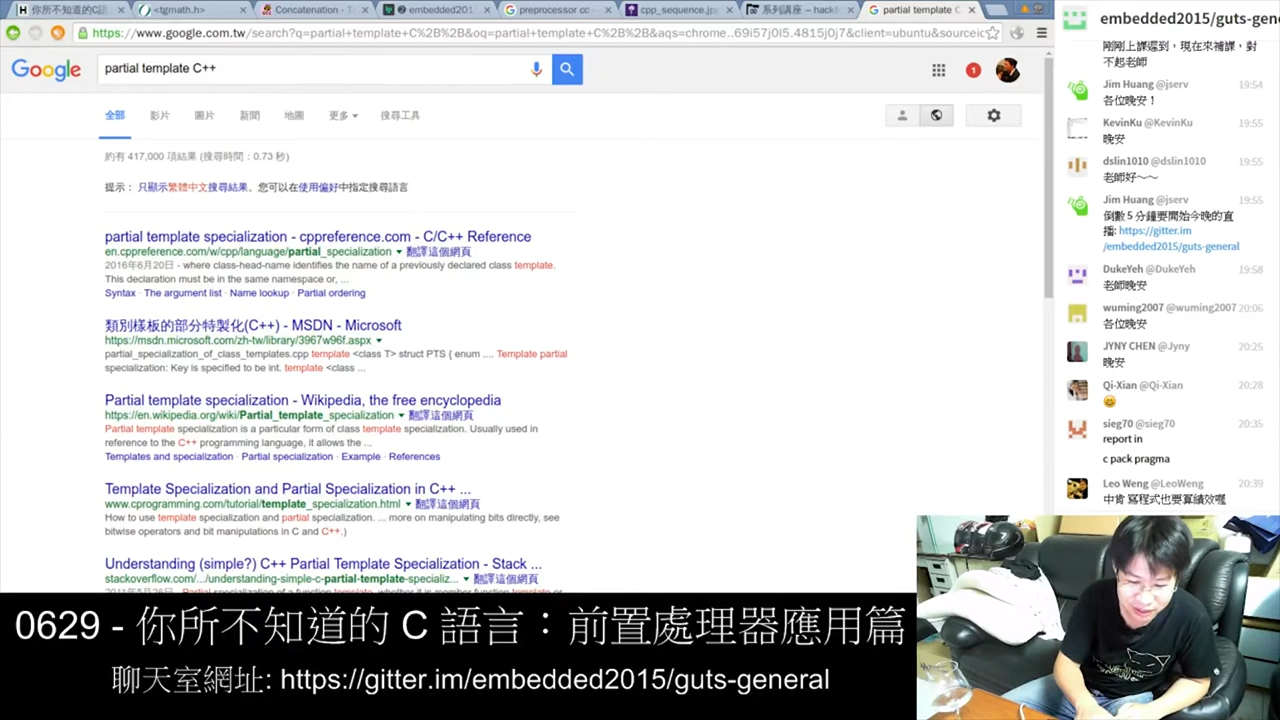 你所不知道的C語
<tgmath.h>
Concatenation - T
embedded201
preprocessor co
cpp_sequence.jp
系列講座 – hack
partial template C
https://www.google.com.tw/search?q=partial+template+C%2B%2B&oq=partial+template+C%2B%2B&aqs=chrome..69i57j0l5.4815j0j7&client=ubuntu&sourceid
Google
partial template C++
1
全部
影片
圖片
新聞
地圖
更多
搜尋工具
約有 417,000 項結果 (搜尋時間：0.73 秒)
提示： 只顯示繁體中文搜尋結果。您可以在使用偏好中指定搜尋語言
partial template specialization - cppreference.com - C/C++ Reference
en.cppreference.com/w/cpp/language/partial_specialization 翻譯這個網頁
2016年6月20日 - where class-head-name identifies the name of a previously declared class template.
This declaration must be in the same namespace or, ...
Syntax · The argument list · Name lookup · Partial ordering
類別樣板的部分特製化(C++) - MSDN - Microsoft
https://msdn.microsoft.com/zh-tw/library/3967w96f.aspx
partial_specialization_of_class_templates.cpp template <class T> struct PTS { enum .... Template partial
specialization: Key is specified to be int. template <class ...
Partial template specialization - Wikipedia, the free encyclopedia
https://en.wikipedia.org/wiki/Partial_template_specialization 翻譯這個網頁
Partial template specialization is a particular form of class template specialization. Usually used in
reference to the C++ programming language, it allows the ...
Templates and specialization · Partial specialization · Example · References
Template Specialization and Partial Specialization in C++ ...
www.cprogramming.com/tutorial/template_specialization.html 翻譯這個網頁
How to use template specialization and partial specialization. ... more on manipulating bits directly, see
bitwise operators and bit manipulations in C and C++.)
Understanding (simple?) C++ Partial Template Specialization - Stack ...
stackoverflow.com/.../understanding-simple-c-partial-template-specializ... 翻譯這個網頁
embedded2015/guts-gen
剛剛上課遲到，現在來補課，對
不起老師
Jim Huang @jserv 19:54
各位晚安！
KevinKu @KevinKu 19:55
晚安
dslin1010 @dslin1010 19:55
老師好～～
Jim Huang @jserv 19:55
倒數 5 分鐘要開始今晚的直
播: https://gitter.im
/embedded2015/guts-general
DukeYeh @DukeYeh 19:58
老師晚安
wuming2007 @wuming2007 20:06
各位晚安
JYNY CHEN @Jyny 20:25
晚安
Qi-Xian @Qi-Xian 20:28
sieg70 @sieg70 20:35
report in
c pack pragma
Leo Weng @LeoWeng 20:39
中肯 寫程式也要算績效喔
0629 - 你所不知道的 C 語言：前置處理器應用篇
聊天室網址: https://gitter.im/embedded2015/guts-general